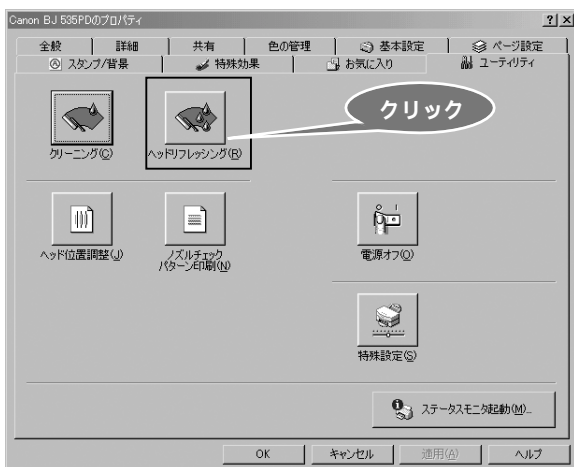 Canon BJ 535PDのプロパティ
全般 詳細 共有 色の管理 基本設定 ページ設定
スタンプ/背景 特殊効果 お気に入り ユーティリティ
クリック
クリーニング(C) ヘッドリフレッシング(R)
ヘッド位置調整(J) ノズルチェック
パターン印刷(N) 電源オフ(O)
特殊設定(S)
ステータスモニタ起動(M)...
OK キャンセル 適用(A) ヘルプ